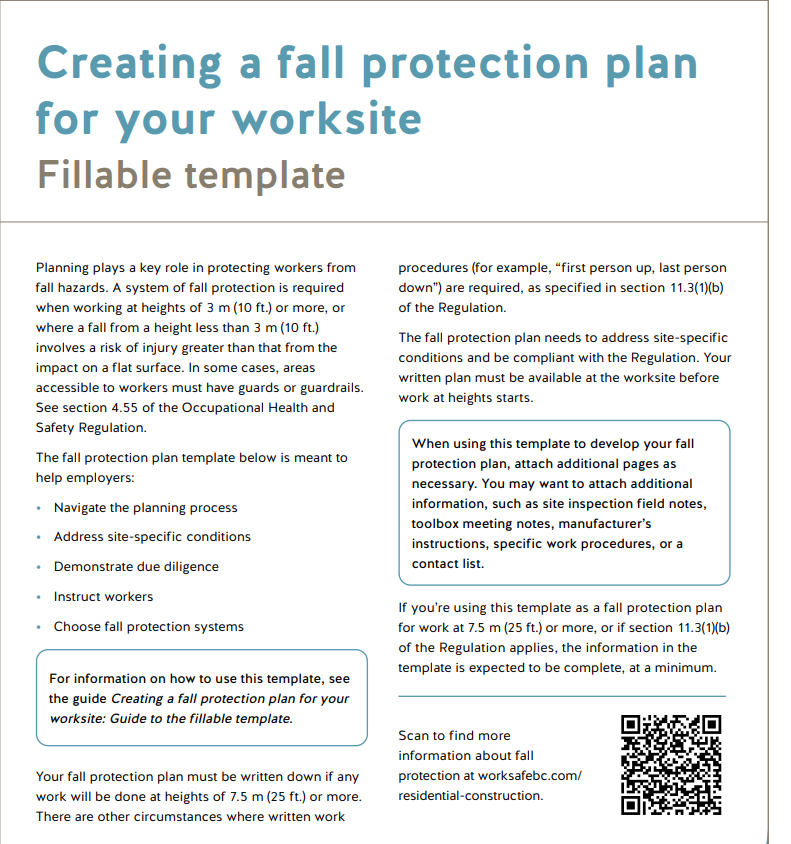 Creating a fall protection plan
for your worksite
Fillable template
Planning plays a key role in protecting workers from
fall hazards. A system of fall protection is required
when working at heights of 3 m (10 ft.) or more, or
where a fall from a height less than 3 m (10 ft.)
involves a risk of injury greater than that from the
impact on a flat surface. In some cases, areas
accessible to workers must have guards or guardrails.
See section 4.55 of the Occupational Health and
Safety Regulation.
The fall protection plan template below is meant to
help employers:
• Navigate the planning process
• Address site-specific conditions
• Demonstrate due diligence
• Instruct workers
• Choose fall protection systems
For information on how to use this template, see
the guide Creating a fall protection plan for your
worksite: Guide to the fillable template.
Your fall protection plan must be written down if any
work will be done at heights of 7.5 m (25 ft.) or more.
There are other circumstances where written work
procedures (for example, “first person up, last person
down”) are required, as specified in section 11.3(1)(b)
of the Regulation.
The fall protection plan needs to address site-specific
conditions and be compliant with the Regulation. Your
written plan must be available at the worksite before
work at heights starts.
When using this template to develop your fall
protection plan, attach additional pages as
necessary. You may want to attach additional
information, such as site inspection field notes,
toolbox meeting notes, manufacturer’s
instructions, specific work procedures, or a
contact list.
If you’re using this template as a fall protection plan
for work at 7.5 m (25 ft.) or more, or if section 11.3(1)(b)
of the Regulation applies, the information in the
template is expected to be complete, at a minimum.
Scan to find more
information about fall
protection at worksafebc.com/
residential-construction.